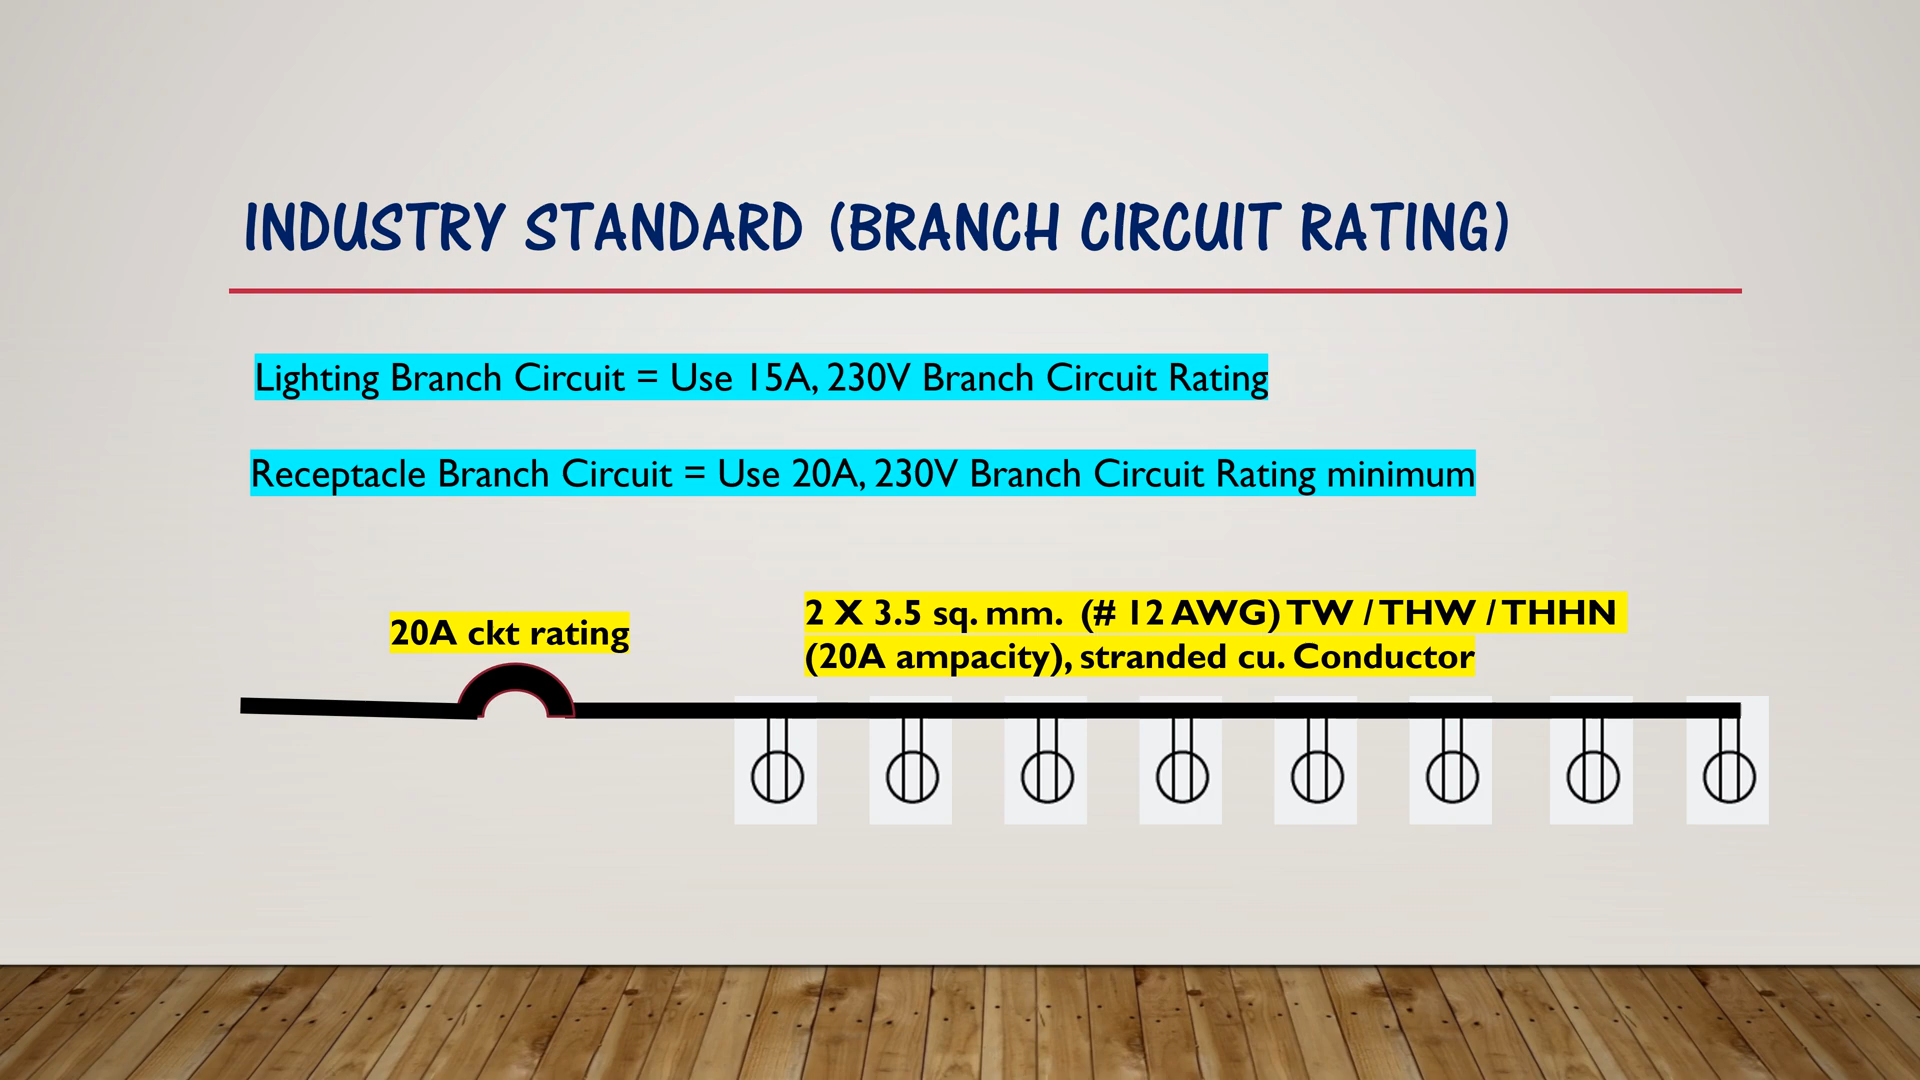 INDUSTRY STANDARD (BRANCH CIRCUIT RATING)
Lighting Branch Circuit = Use 15A, 230V Branch Circuit Rating
Receptacle Branch Circuit = Use 20A, 230V Branch Circuit Rating minimum
20A ckt rating
2 X 3.5 sq. mm. (# 12 AWG) TW / THW / THHN
(20A ampacity), stranded cu. Conductor